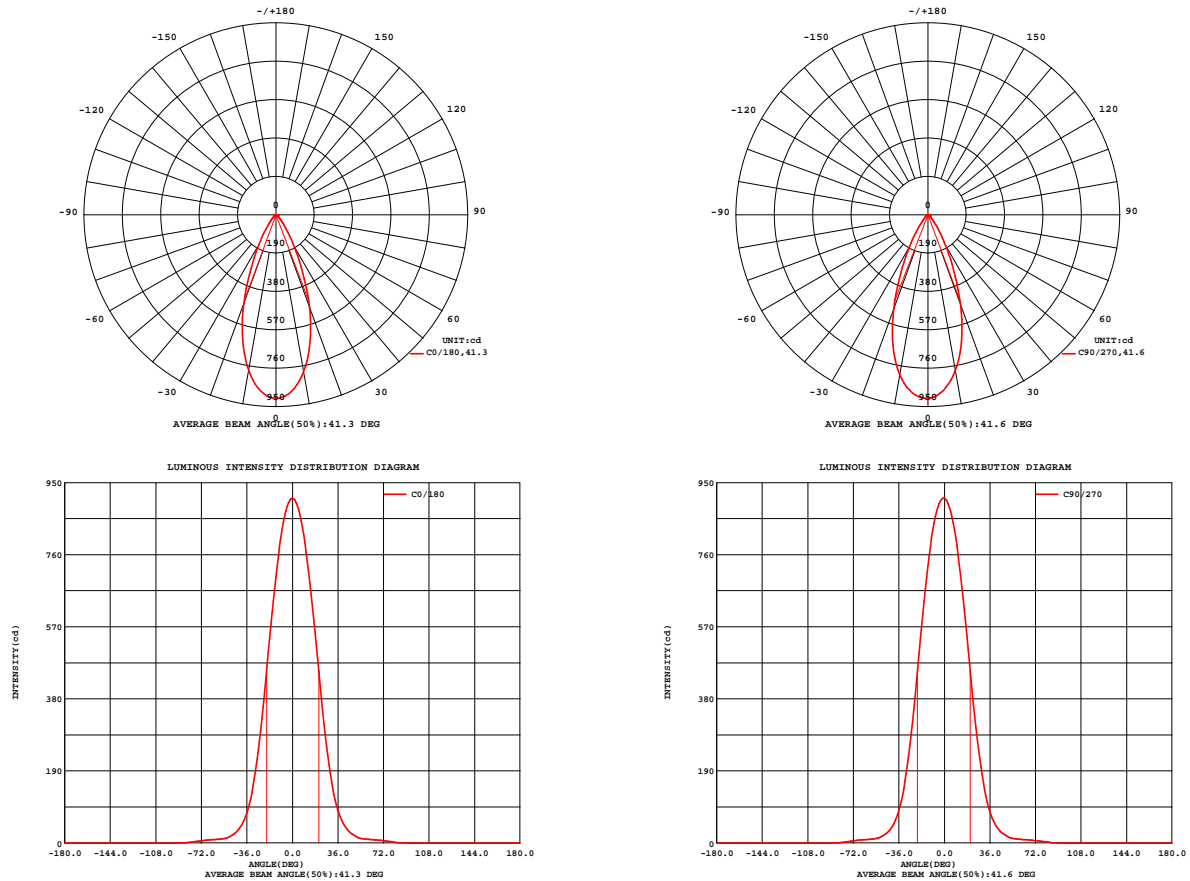 -/+180
-150 150
-120 120
-90 90
0
190
380
570
760
950
-60 60
-30 30
0
UNIT:cd
C0/180,41.3
AVERAGE BEAM ANGLE(50%):41.3 DEG
-/+180
-150 150
-120 120
-90 90
0
190
380
570
760
950
-60 60
-30 30
0
UNIT:cd
C90/270,41.6
AVERAGE BEAM ANGLE(50%):41.6 DEG
LUMINOUS INTENSITY DISTRIBUTION DIAGRAM
C0/180
INTENSITY(cd)
950
760
570
380
190
0
-180.0 -144.0 -108.0 -72.0 -36.0 0.0 36.0 72.0 108.0 144.0 180.0
ANGLE(DEG)
AVERAGE BEAM ANGLE(50%):41.3 DEG
LUMINOUS INTENSITY DISTRIBUTION DIAGRAM
C90/270
INTENSITY(cd)
950
760
570
380
190
0
-180.0 -144.0 -108.0 -72.0 -36.0 0.0 36.0 72.0 108.0 144.0 180.0
ANGLE(DEG)
AVERAGE BEAM ANGLE(50%):41.6 DEG